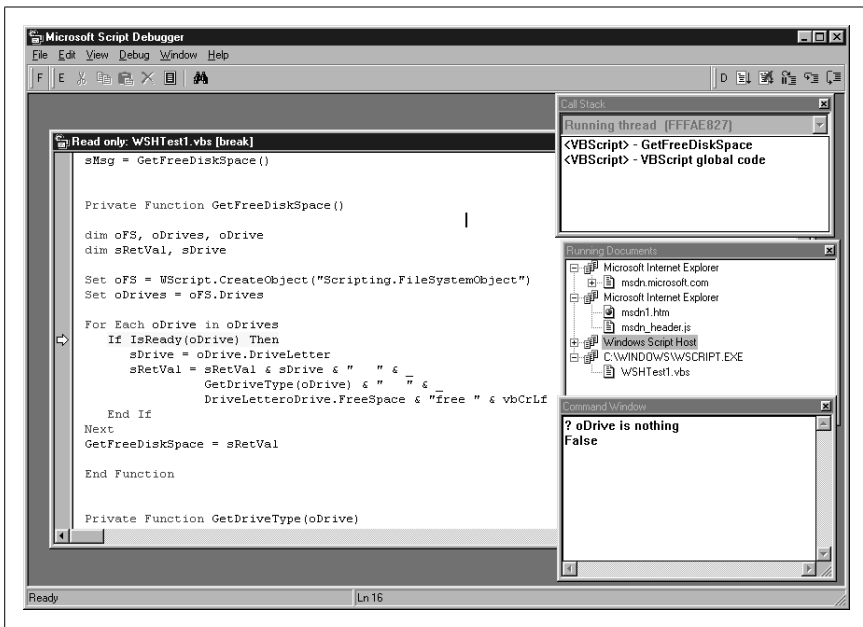 Microsoft Script Debugger
File Edit View Debug Window Help
F E D
Call Stack
Running thread (FFFAE827)
<VBScript> - GetFreeDiskSpace
<VBScript> - VBScript global code
Read only: WSHTest1.vbs [break]
sMsg = GetFreeDiskSpace()
Private Function GetFreeDiskSpace()
dim oFS, oDrives, oDrive
dim sRetVal, sDrive
Set oFS = WScript.CreateObject("Scripting.FileSystemObject")
Set oDrives = oFS.Drives
For Each oDrive in oDrives
If IsReady(oDrive) Then
sDrive = oDrive.DriveLetter
sRetVal = sRetVal & sDrive & "   " & _
GetDriveType(oDrive) & "   " & _
DriveLetteroDrive.FreeSpace & "free " & vbCrLf
End If
Next
GetFreeDiskSpace = sRetVal
End Function
Private Function GetDriveType(oDrive)
Running Documents
Microsoft Internet Explorer
msdn.microsoft.com
Microsoft Internet Explorer
msdn1.htm
msdn_header.js
Windows Script Host
C:\WINDOWS\WSCRIPT.EXE
WSHTest1.vbs
Command Window
? oDrive is nothing
False
Ready
Ln 16